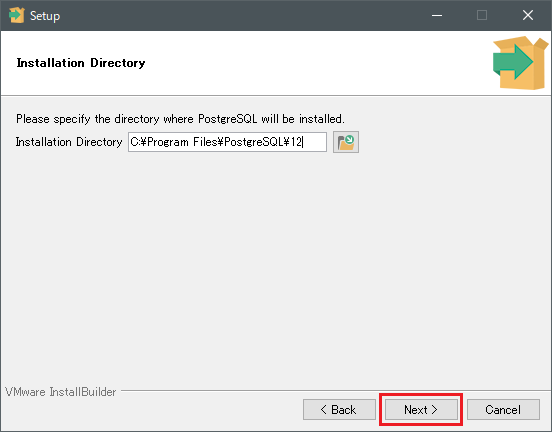 Setup
Installation Directory
Please specify the directory where PostgreSQL will be installed.
Installation Directory C:¥Program Files¥PostgreSQL¥12
VMware InstallBuilder
< Back Next > Cancel